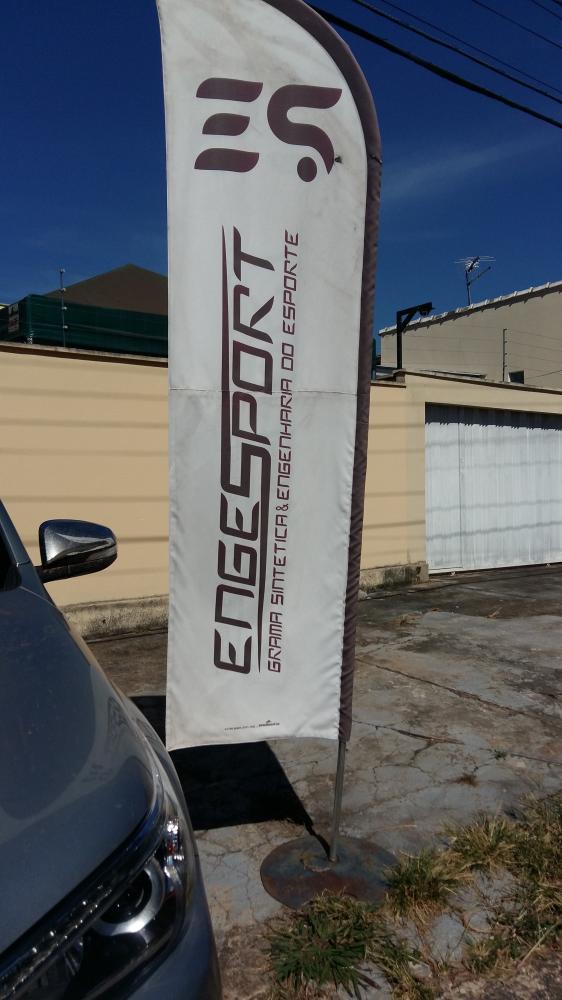 ES
ENGESPORT
GRAMA SINTETICA & ENGENHARIA DO ESPORTE